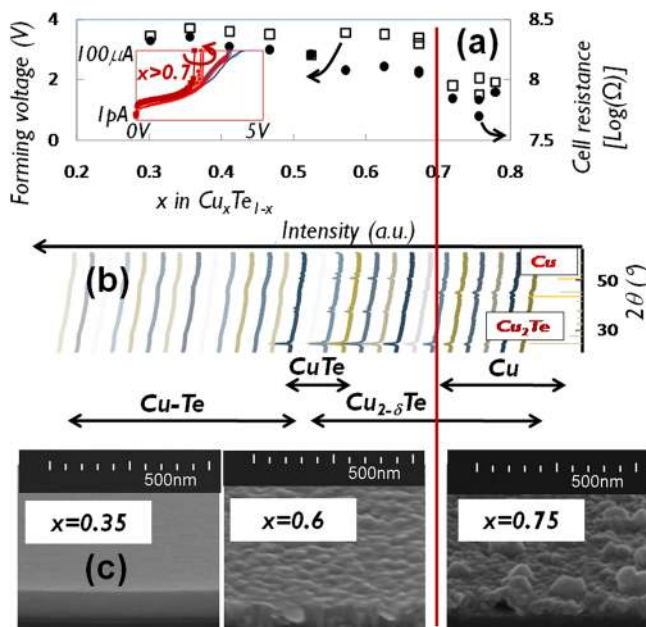 Forming voltage (V)
4
2
0
(a)
8.5
8
7.5
Cell resistance
[Log(Ω)]
100μA
x>0.7
1pA
0V
5V
0.1 0.2 0.3 0.4 0.5 0.6 0.7 0.8
x in CuxTe1-x
Intensity (a.u.)
(b)
Cu
Cu2Te
50
30
2θ (°)
CuTe
Cu
Cu-Te
Cu2-δTe
500nm
500nm
500nm
x=0.35
x=0.6
x=0.75
(c)